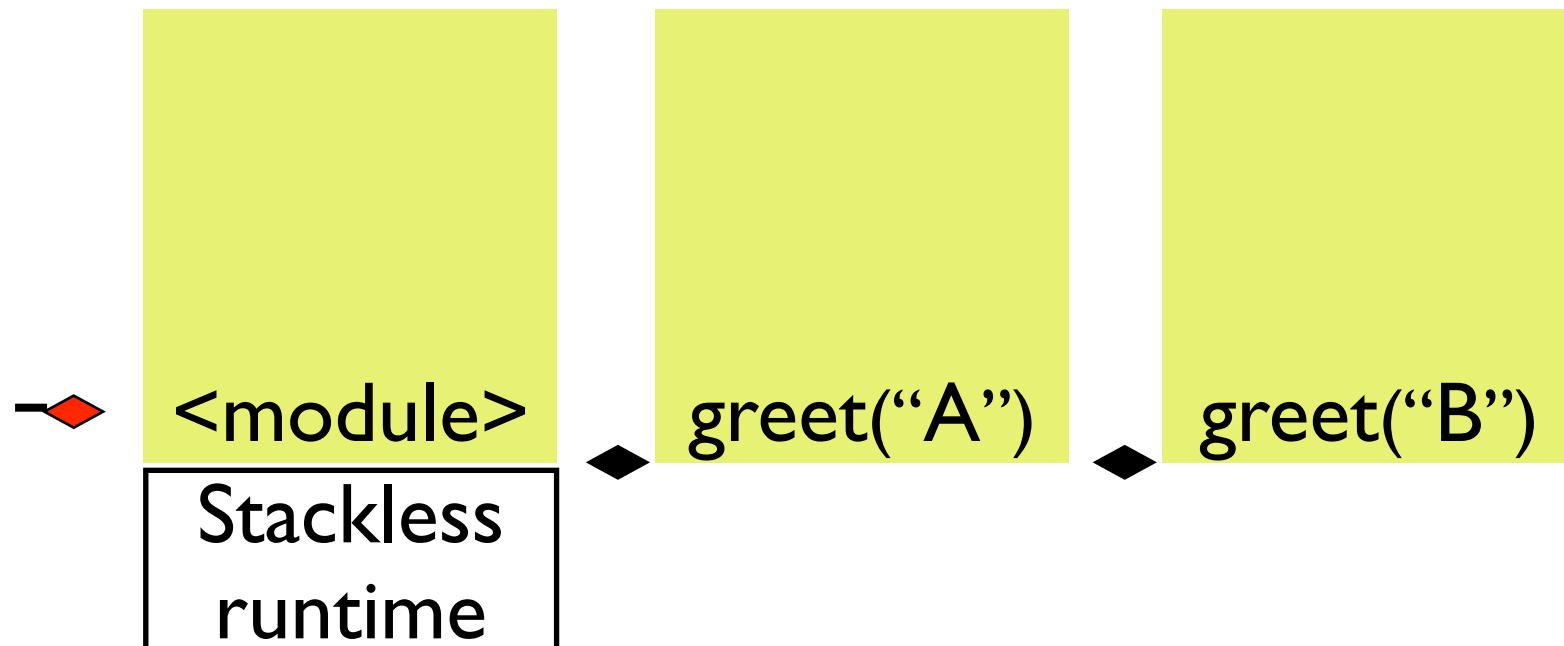 <module>
greet(“A”)
greet(“B”)
Stackless
runtime